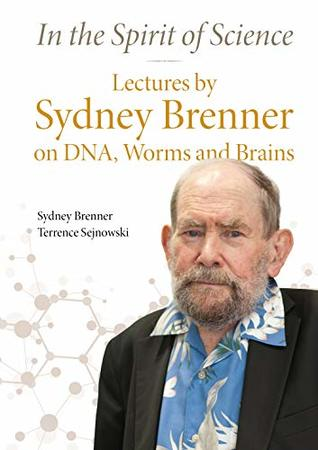 In the Spirit of Science
Lectures by
Sydney Brenner
on DNA, Worms and Brains
Sydney Brenner
Terrence Sejnowski